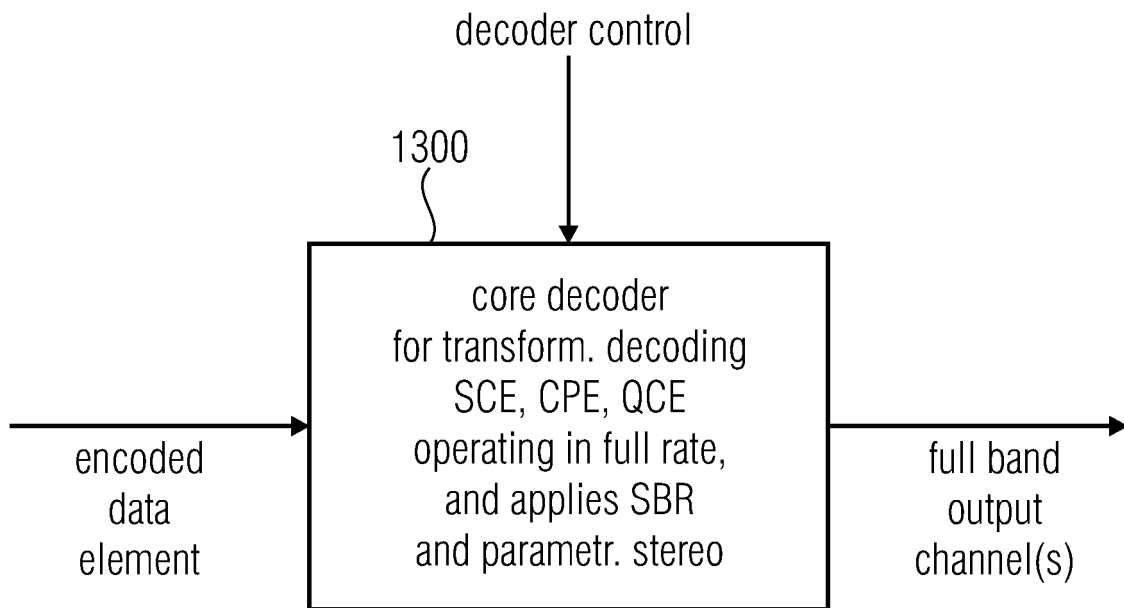 decoder control
1300
core decoder
for transform. decoding
SCE, CPE, QCE
operating in full rate,
and applies SBR
and parametr. stereo
encoded
data
element
full band
output
channel(s)